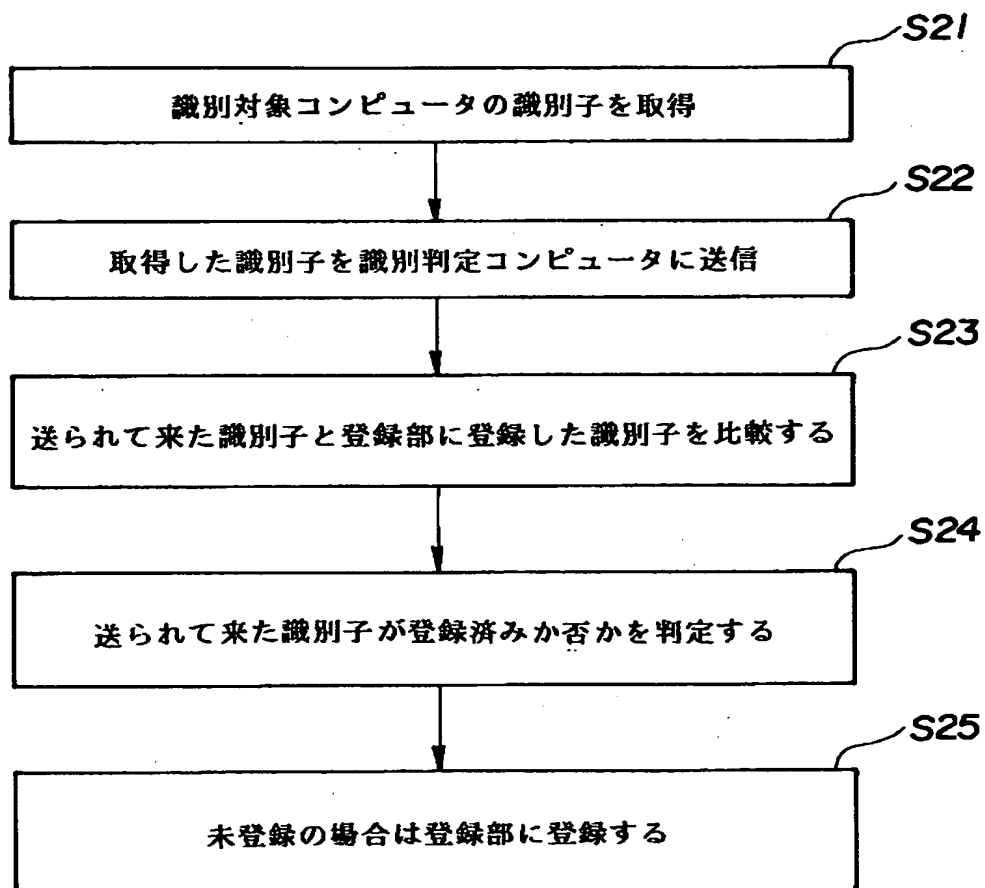 S21
識別対象コンピュータの識別子を取得
S22
取得した識別子を識別判定コンピュータに送信
S23
送られて来た識別子と登録部に登録した識別子を比較する
S24
送られて来た識別子が登録済みか否かを判定する
S25
未登録の場合は登録部に登録する